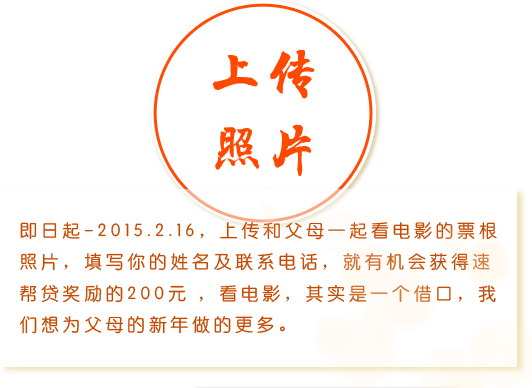 上传
照片
即日起-2015.2.16，上传和父母一起看电影的票根
照片，填写你的姓名及联系电话，就有机会获得速
帮贷奖励的200元 ，看电影，其实是一个借口，我
们想为父母的新年做的更多。